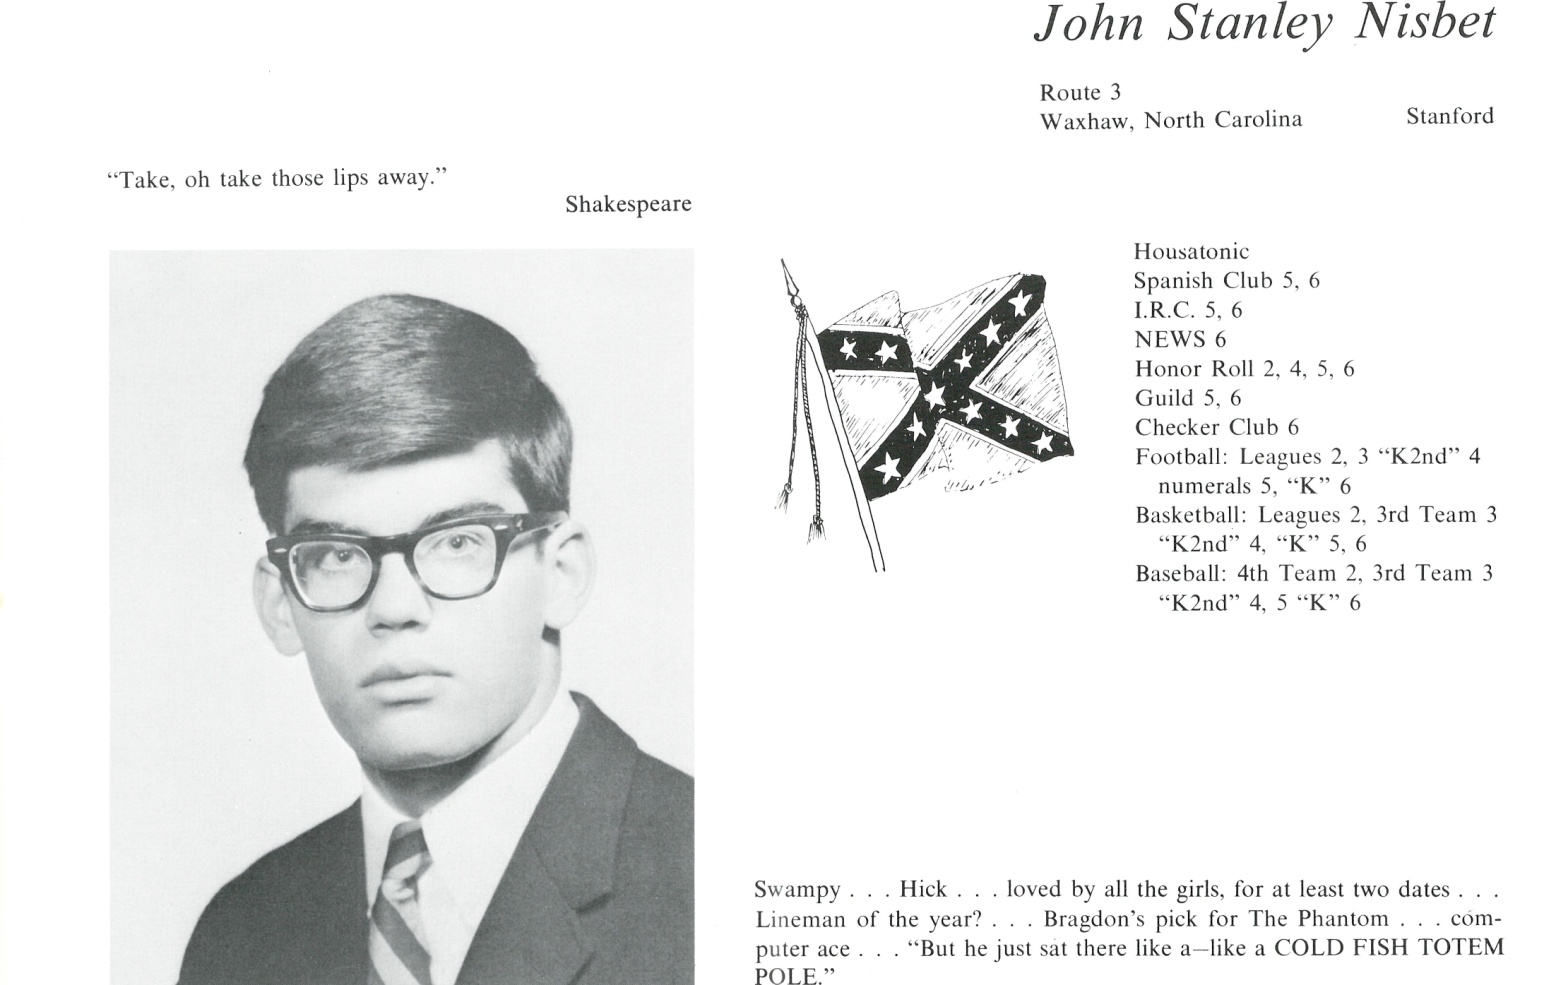 John Stanley Nisbet
Route 3
Waxhaw, North Carolina Stanford
“Take, oh take those lips away.”
Shakespeare
Housatonic
Spanish Club 5, 6
I.R.C. 5, 6
NEWS 6
Honor Roll 2, 4, 5, 6
Guild 5, 6
Checker Club 6
Football: Leagues 2, 3 “K2nd” 4
numerals 5, “K” 6
Basketball: Leagues 2, 3rd Team 3
“K2nd” 4, “K” 5, 6
Baseball: 4th Team 2, 3rd Team 3
“K2nd” 4, 5 “K” 6
Swampy . . . Hick . . . loved by all the girls, for at least two dates . . .
Lineman of the year? . . . Bragdon’s pick for The Phantom . . . com-
puter ace . . . “But he just sat there like a—like a COLD FISH TOTEM
POLE.”